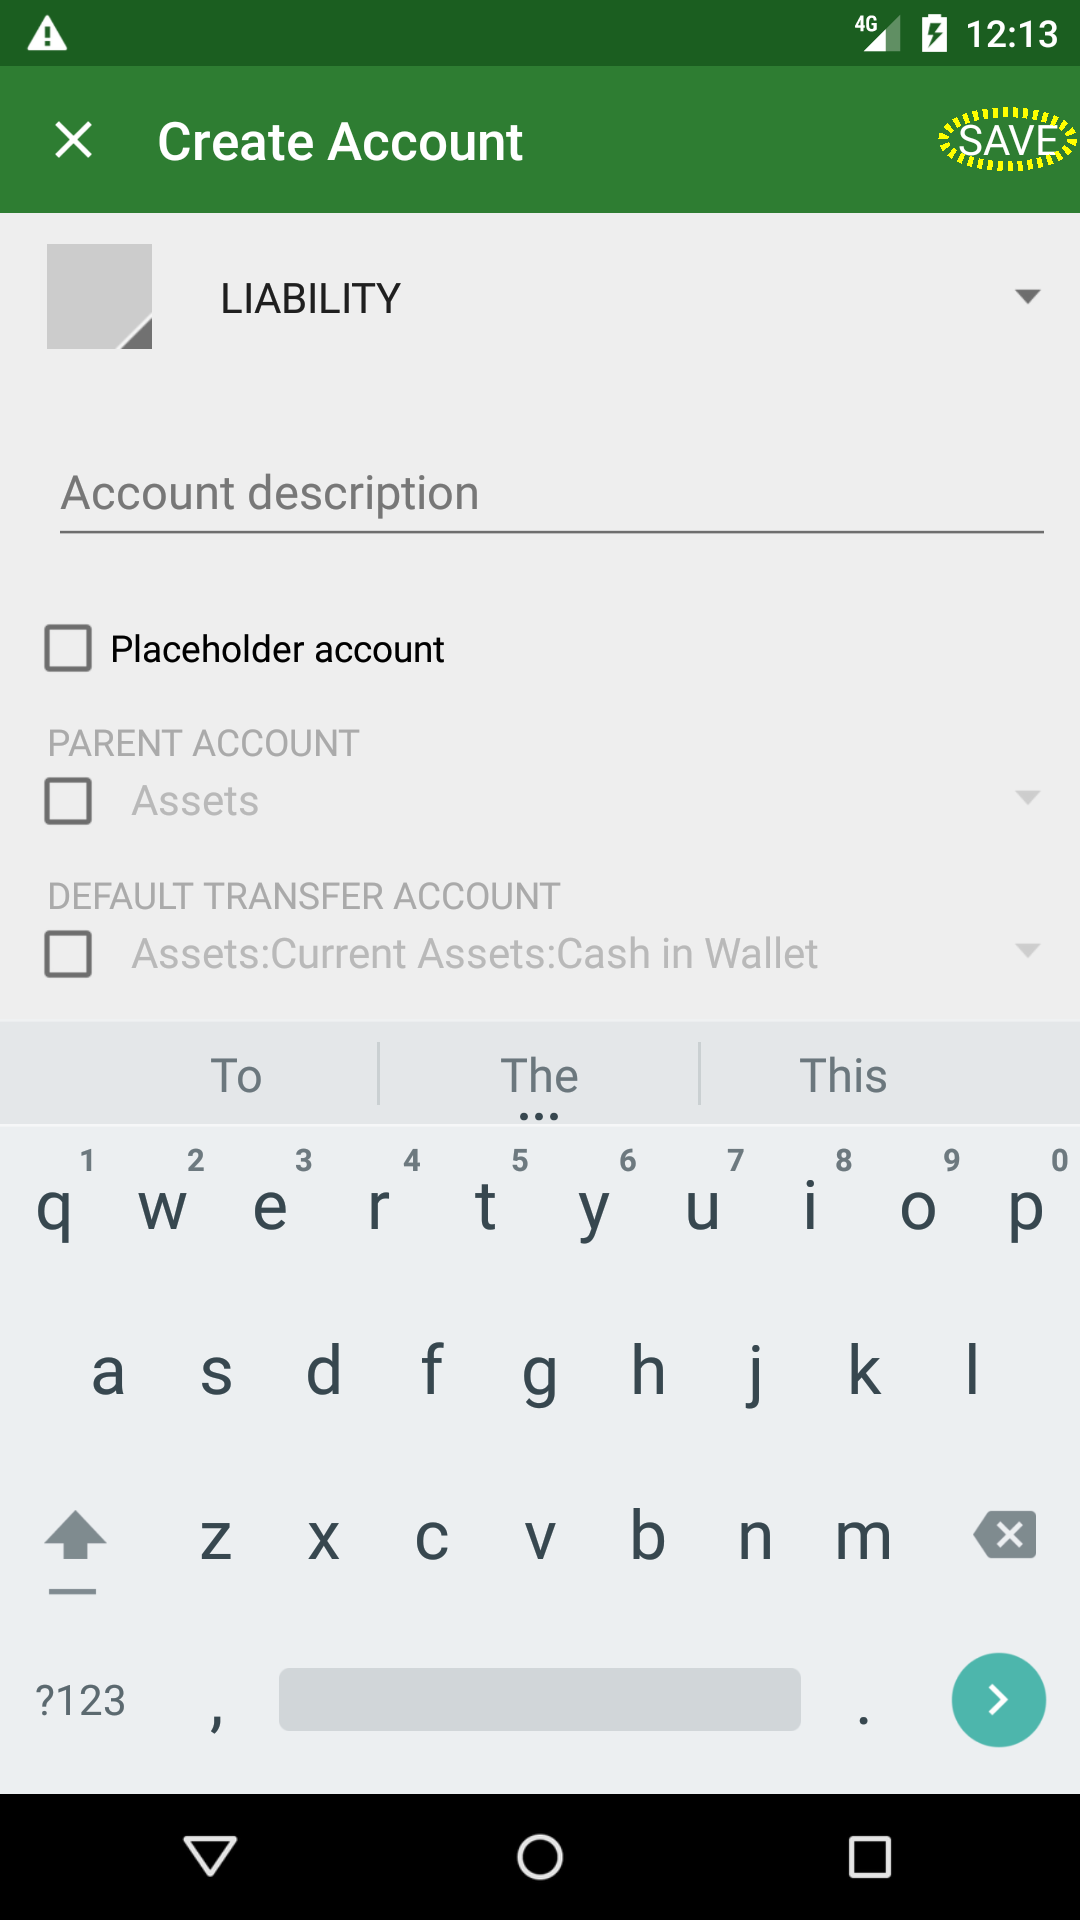 4G 12:13
Create Account SAVE
LIABILITY
Account description
Placeholder account
PARENT ACCOUNT
Assets
DEFAULT TRANSFER ACCOUNT
Assets:Current Assets:Cash in Wallet
To The This
1 2 3 4 5 6 7 8 9 0
q w e r t y u i o p
a s d f g h j k l
z x c v b n m
?123 , .